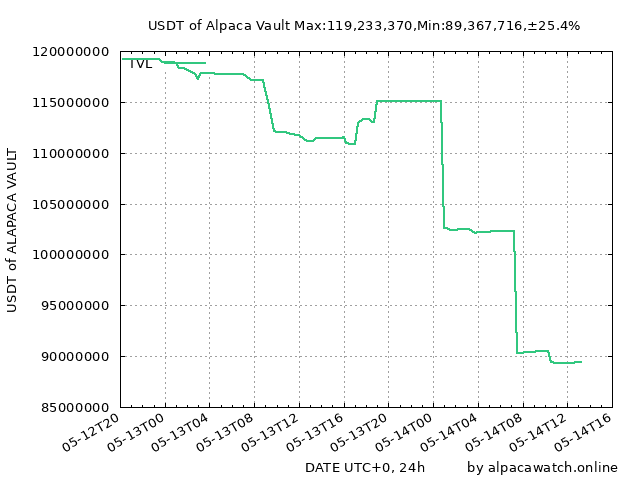 USDT of Alpaca Vault Max:119,233,370,Min:89,367,716,±25.4%
120000000
TVL
115000000
110000000
105000000
100000000
95000000
90000000
85000000
USDT of ALAPACA VAULT
05-12T20
05-13T00
05-13T04
05-13T08
05-13T12
05-13T16
05-13T20
05-14T00
05-14T04
05-14T08
05-14T12
05-14T16
DATE UTC+0, 24h
by alpacawatch.online